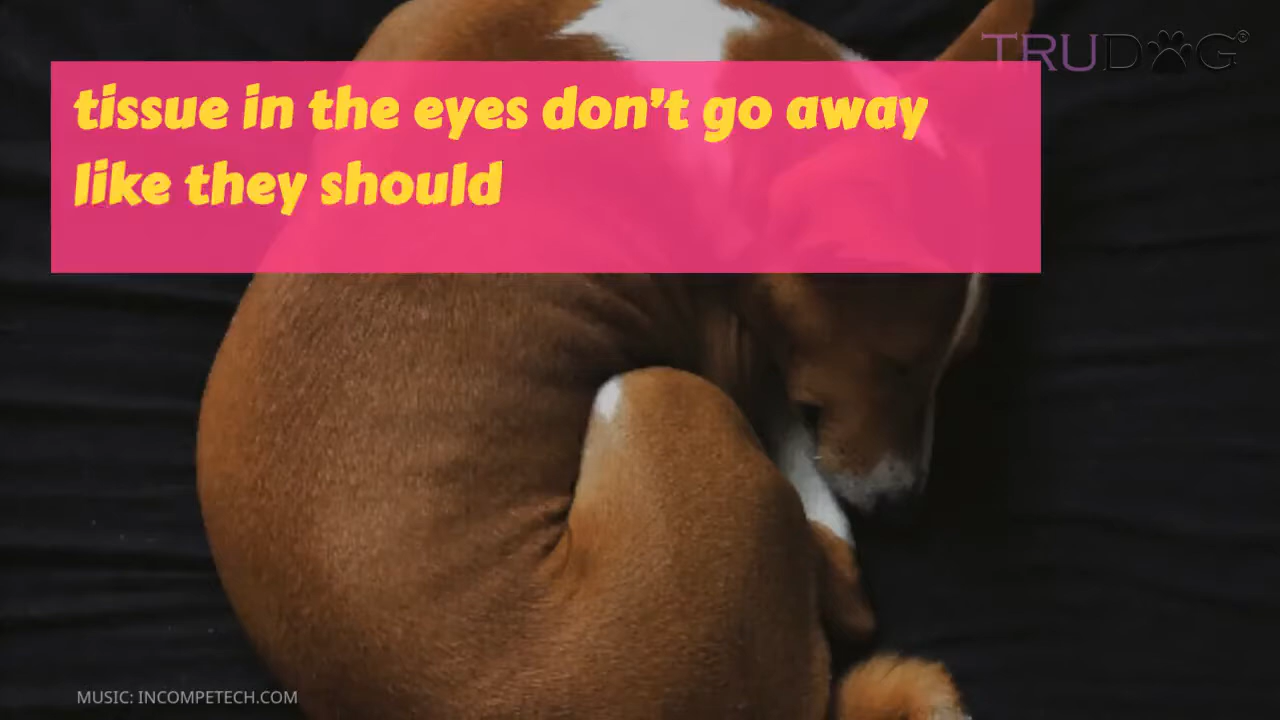 TRUDOG®
tissue in the eyes don't go away
like they should
MUSIC: INCOMPETECH.COM